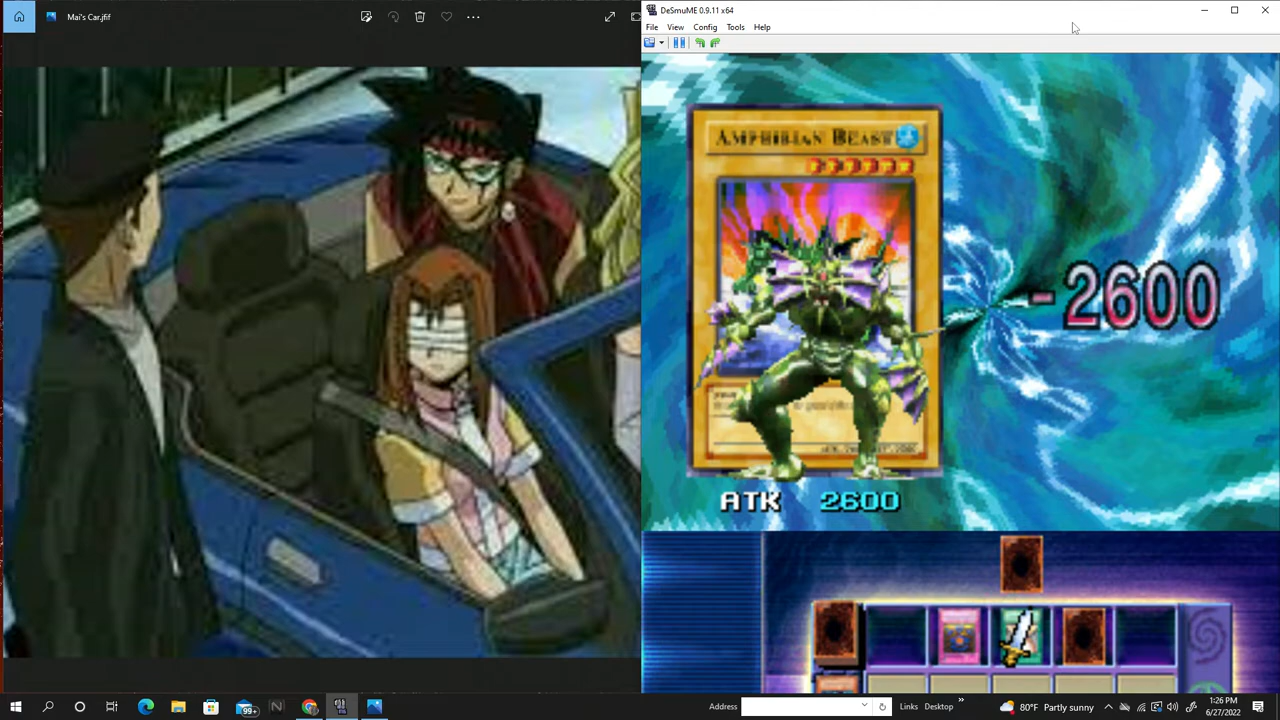 Mai's Car.jfif
DeSmuME 0.9.11 x64
File View Config Tools Help
AMPHIBIAN BEAST
-2600
ATK 2600
99+
Address
Links Desktop
80°F Partly sunny
1:26 PM
6/27/2022